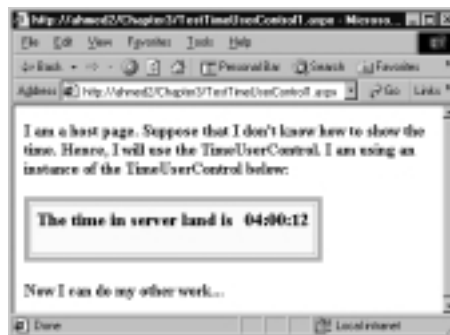 http://ahmed2/Chapter3/TestTimeUserControl1.aspx - Microso...
File Edit View Favorites Tools Help
Back Personal Bar Search Favorites
Address http://ahmed2/Chapter3/TestTimeUserControl1.aspx Go Links
I am a host page. Suppose that I don't know how to show the
time. Hence, I will use the TimeUserControl. I am using an
instance of the TimeUserControl below:
The time in server land is 04:00:12
Now I can do my other work...
Done Local intranet